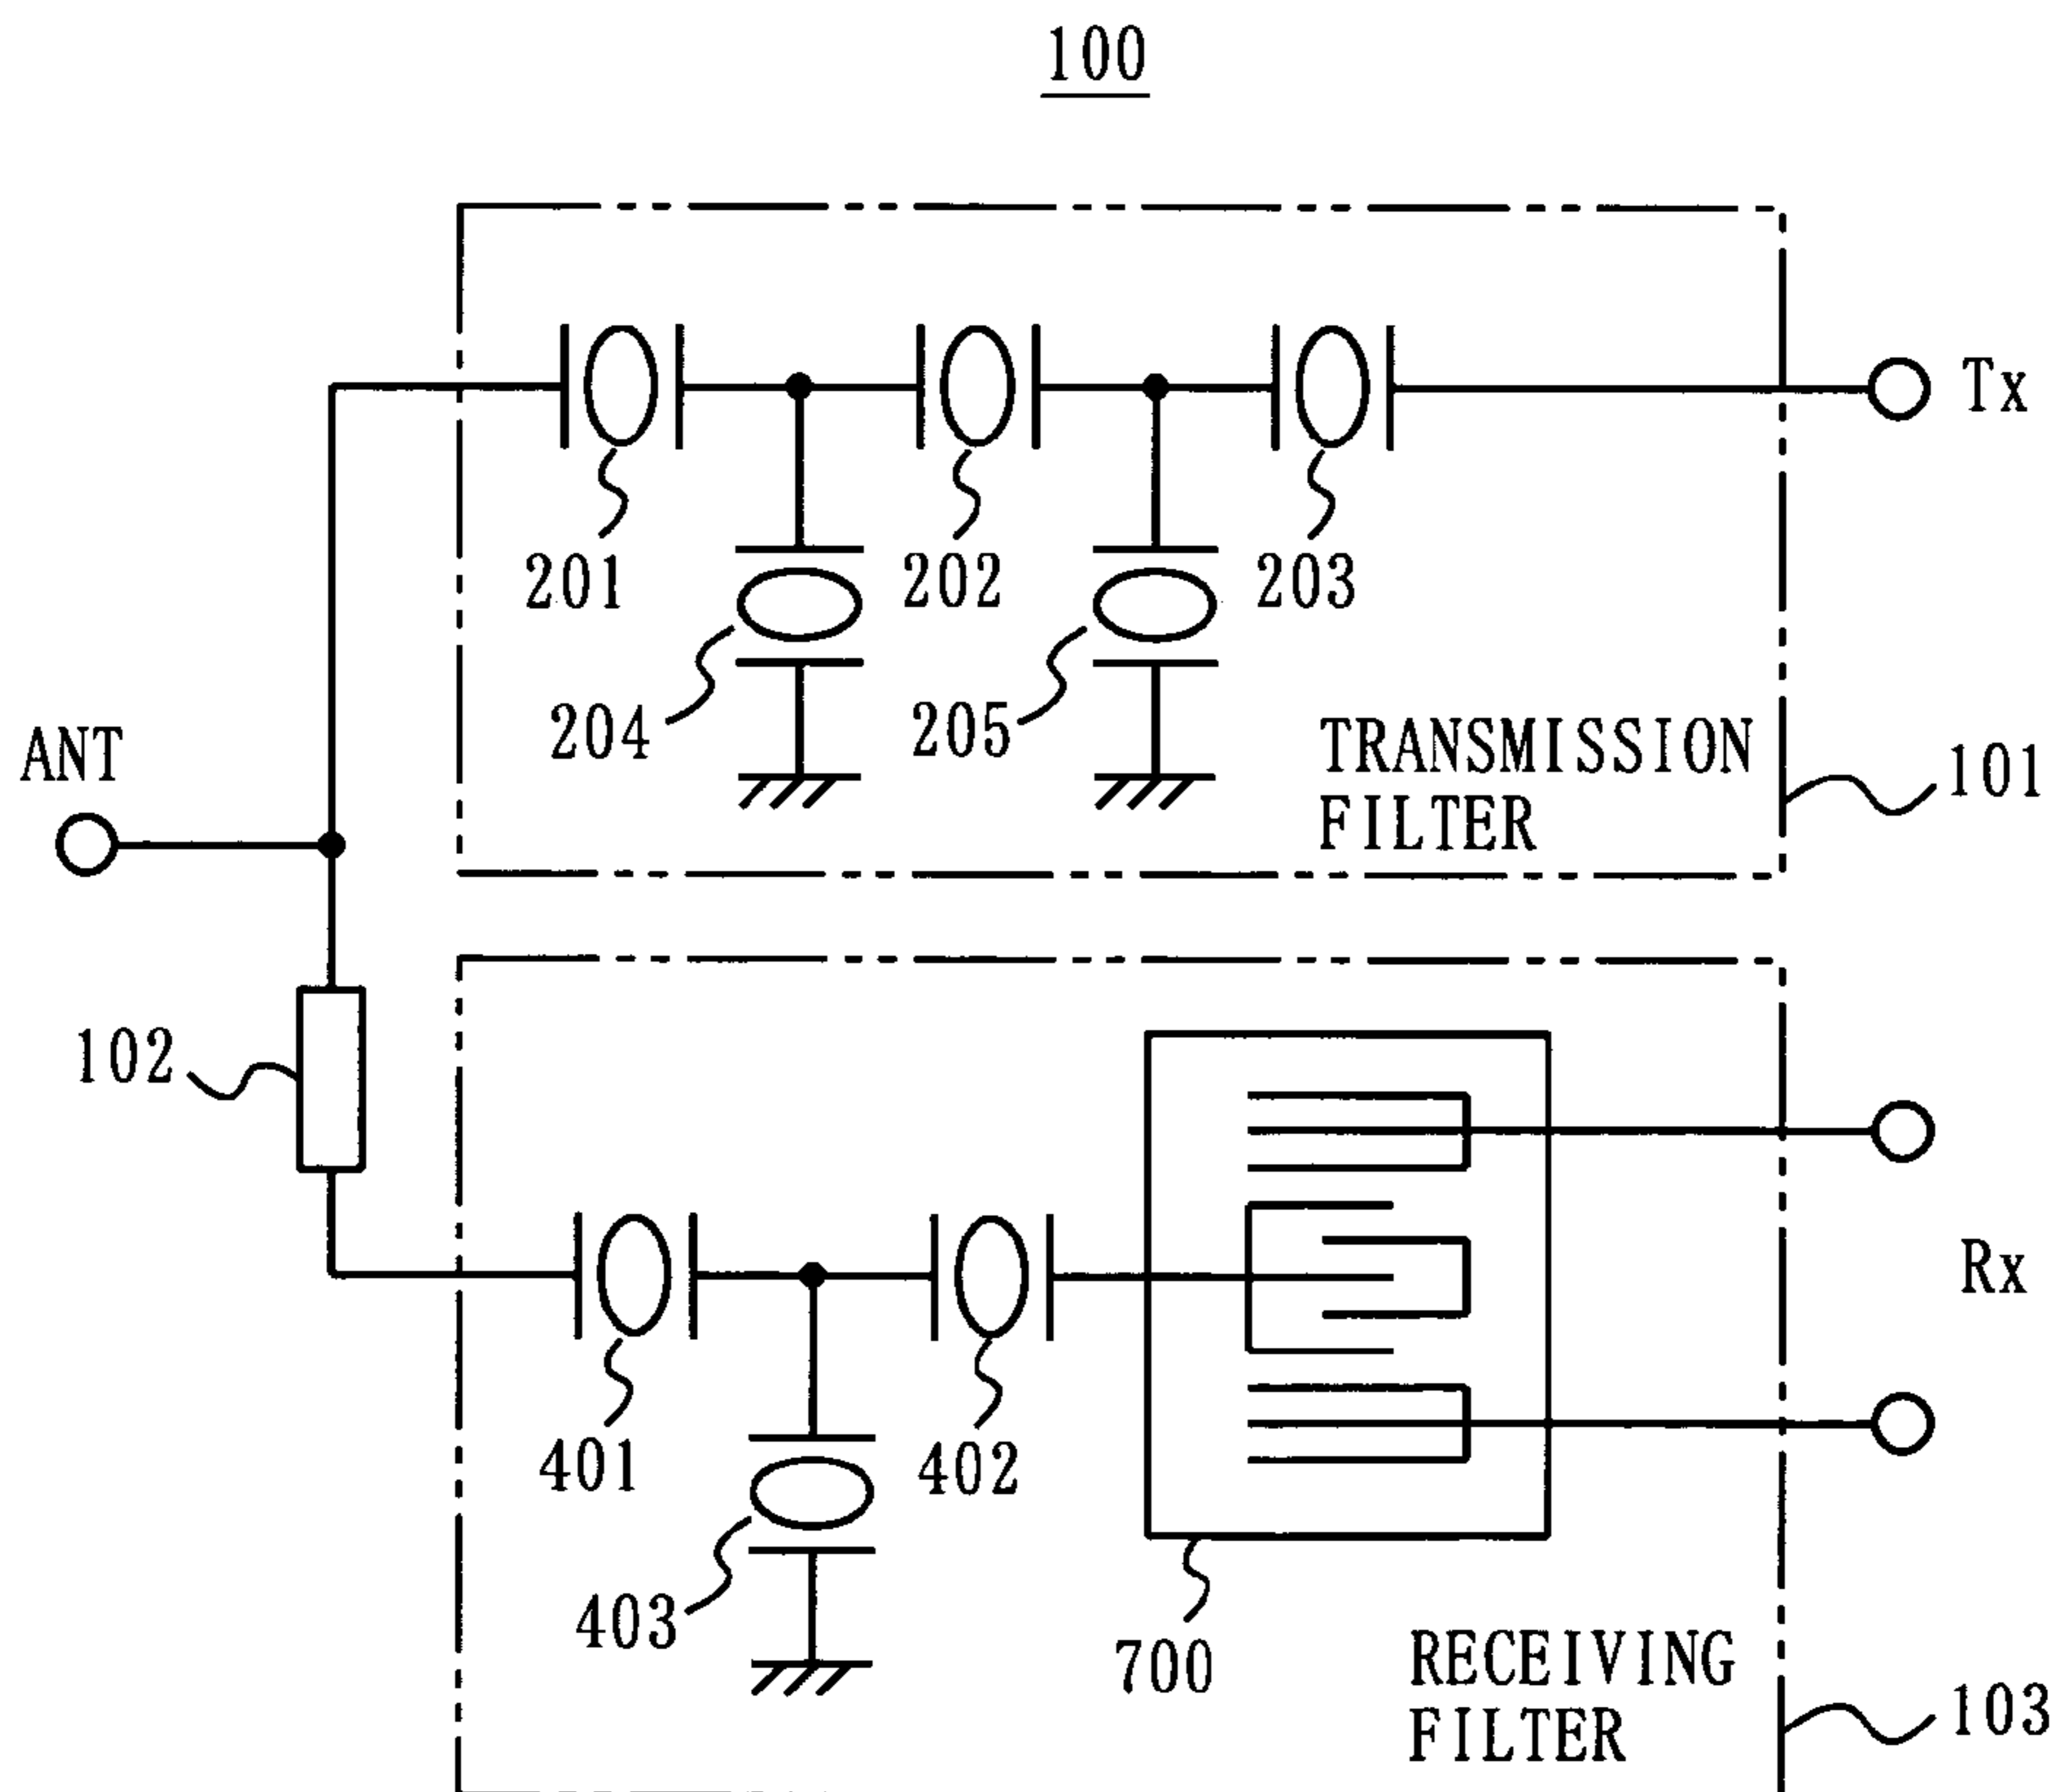 100
Tx
201
202
203
204
205
TRANSMISSION
FILTER
101
ANT
102
Rx
401
402
403
700
RECEIVING
FILTER
103